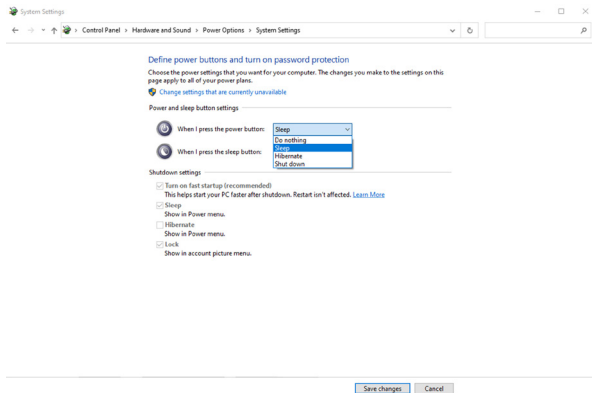 System Settings
Control Panel > Hardware and Sound > Power Options > System Settings
Define power buttons and turn on password protection
Choose the power settings that you want for your computer. The changes you make to the settings on this
page apply to all of your power plans.
Change settings that are currently unavailable
Power and sleep button settings
When I press the power button: Sleep
Do nothing
Sleep
When I press the sleep button:
Hibernate
Shut down
Shutdown settings
Turn on fast startup (recommended)
This helps start your PC faster after shutdown. Restart isn't affected. Learn More
Sleep
Show in Power menu.
Hibernate
Show in Power menu.
Lock
Show in account picture menu.
Save changes Cancel